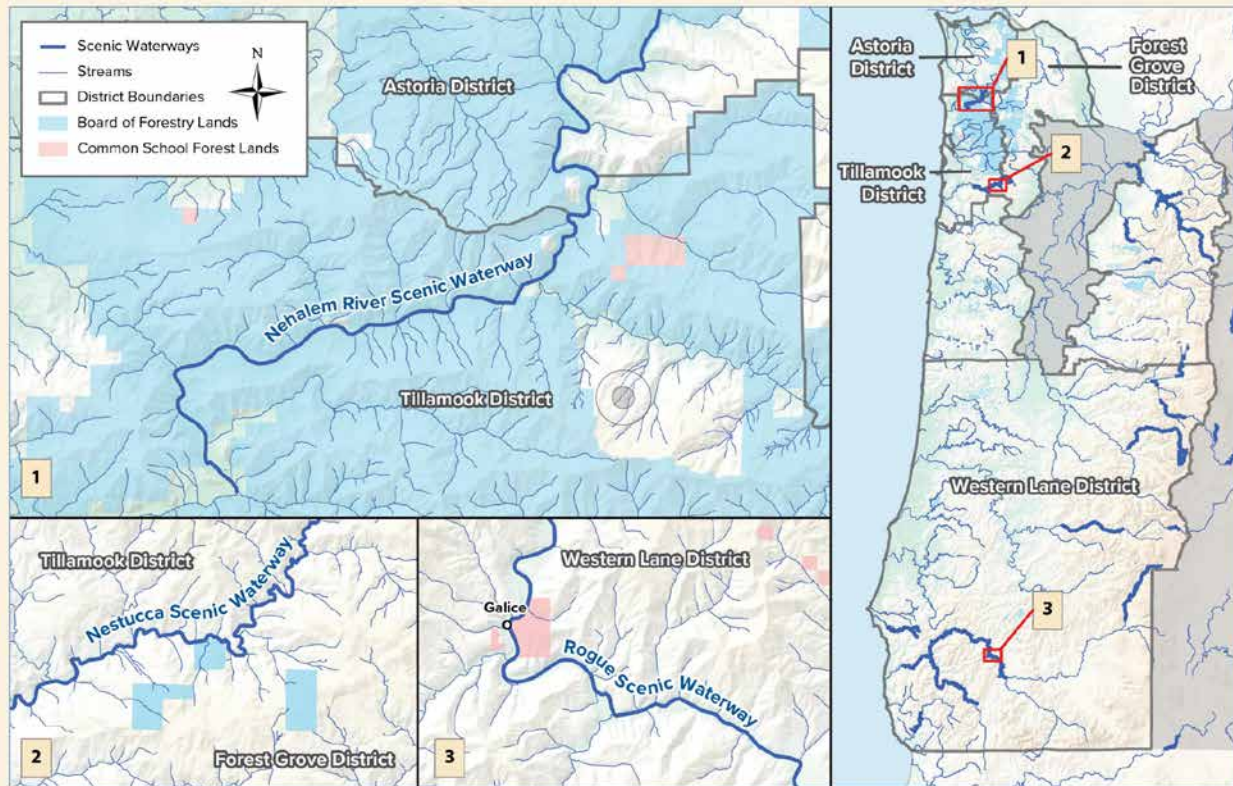 Scenic Waterways
N
Streams
District Boundaries
Board of Forestry Lands
Common School Forest Lands
Astoria District
Nehalem River Scenic Waterway
Tillamook District
1
Tillamook District
Nestucca Scenic Waterway
Forest Grove District
2
Western Lane District
Galice
Rogue Scenic Waterway
3
Astoria
District
1
Forest
Grove
District
2
Tillamook
District
Western Lane District
3